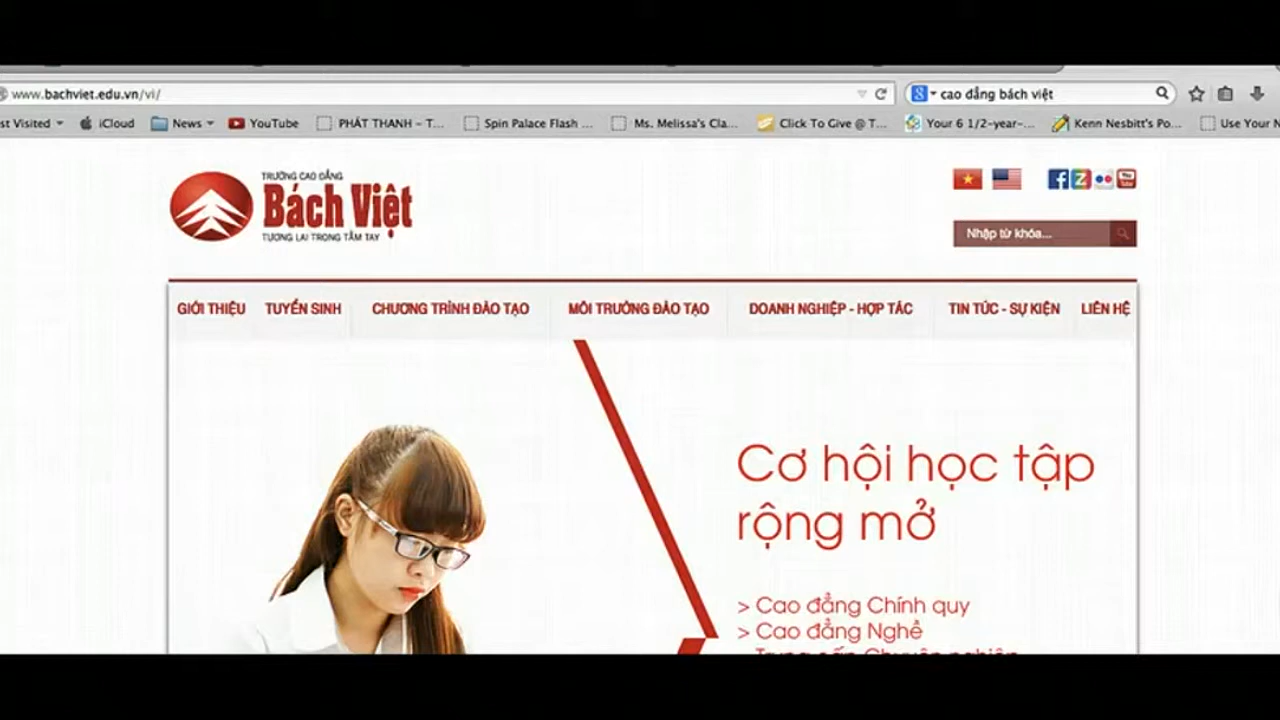 www.bachviet.edu.vn/vi/
cao đẳng bách việt
st Visited
iCloud
News
YouTube
PHÁT THANH – T...
Spin Palace Flash ...
Ms. Melissa's Cla...
Click To Give @ T...
Your 6 1/2-year-...
Kenn Nesbitt's Po...
Use Your N
TRƯỜNG CAO ĐẲNG
Bách Việt
TƯƠNG LAI TRONG TẦM TAY
Nhập từ khóa...
GIỚI THIỆU
TUYỂN SINH
CHƯƠNG TRÌNH ĐÀO TẠO
MÔI TRƯỜNG ĐÀO TẠO
DOANH NGHIỆP - HỢP TÁC
TIN TỨC - SỰ KIỆN
LIÊN HỆ
Cơ hội học tập
rộng mở
> Cao đẳng Chính quy
> Cao đẳng Nghề